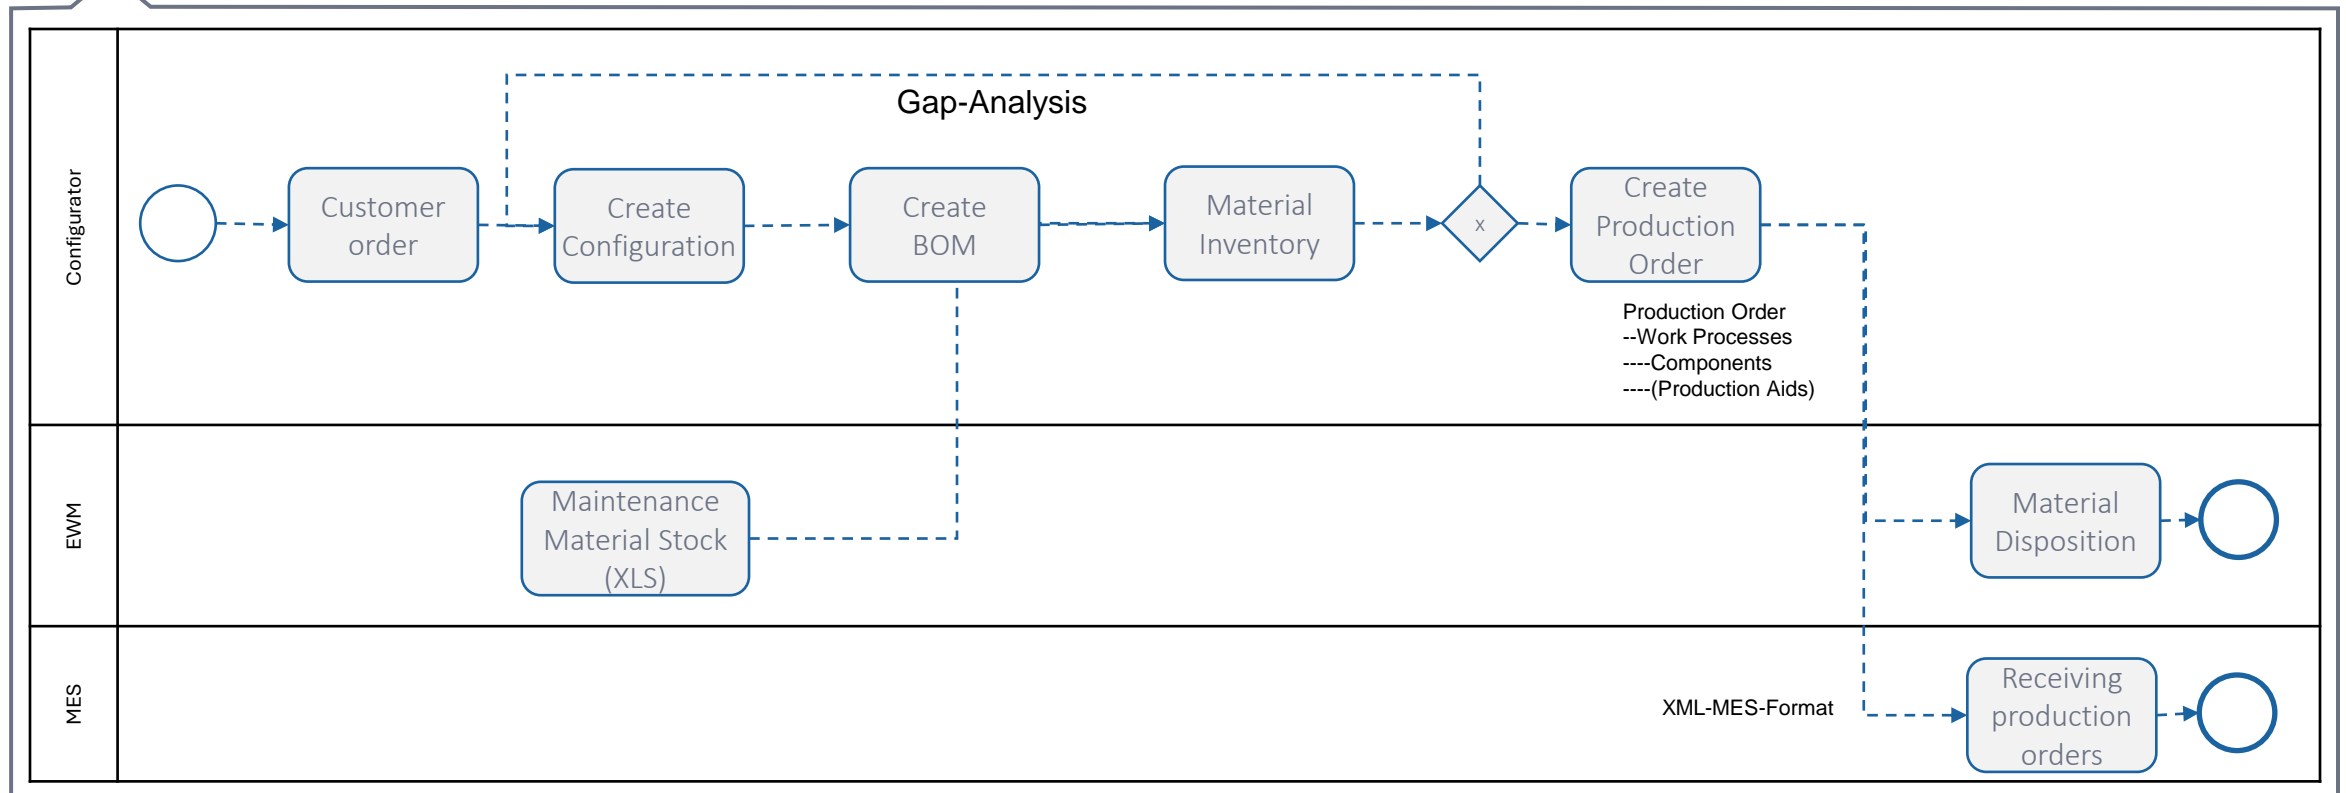 Gap-Analysis
Configurator
Customer
order
Create
Configuration
Create
BOM
Material
Inventory
x
Create
Production
Order
Production Order
--Work Processes
----Components
----(Production Aids)
EWM
Maintenance
Material Stock
(XLS)
Material
Disposition
MES
XML-MES-Format
Receiving
production
orders